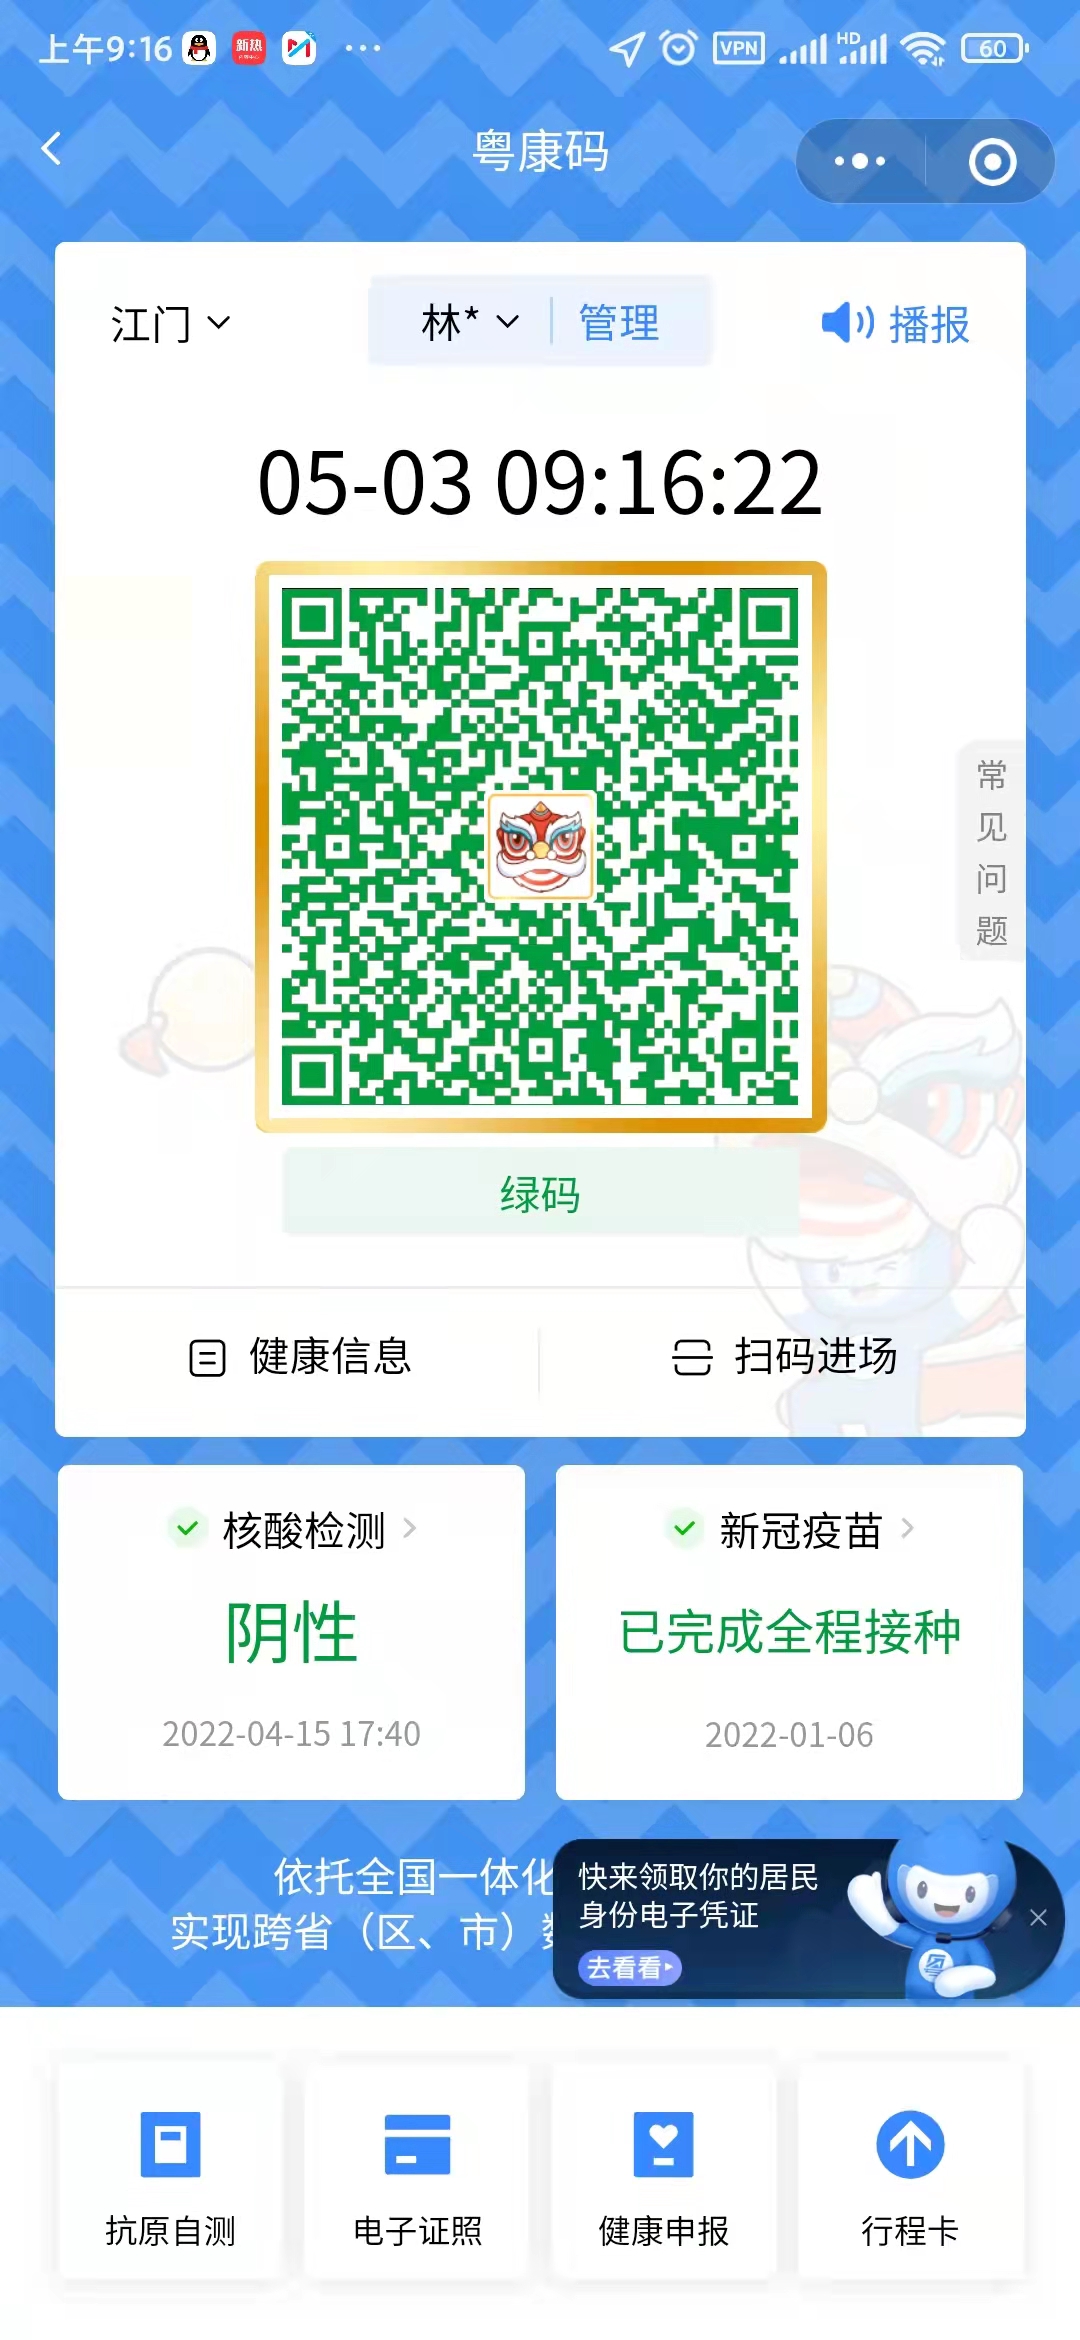 上午9:16 新热 ...
VPN HD 60
粤康码
江门 林* 管理 播报
05-03 09:16:22
常见问题
绿码
健康信息 扫码进场
核酸检测 新冠疫苗
阴性 已完成全程接种
2022-04-15 17:40 2022-01-06
依托全国一体化
实现跨省（区、市）
快来领取你的居民
身份电子凭证
去看看
粤
抗原自测 电子证照 健康申报 行程卡